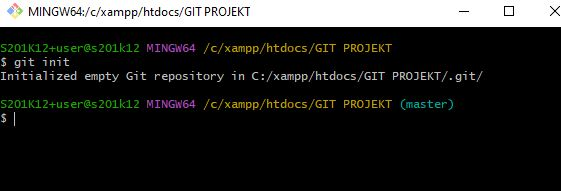 MINGW64:/c/xampp/htdocs/GIT PROJEKT
S201K12+user@s201k12 MINGW64 /c/xampp/htdocs/GIT PROJEKT
$ git init
Initialized empty Git repository in C:/xampp/htdocs/GIT PROJEKT/.git/
S201K12+user@s201k12 MINGW64 /c/xampp/htdocs/GIT PROJEKT (master)
$